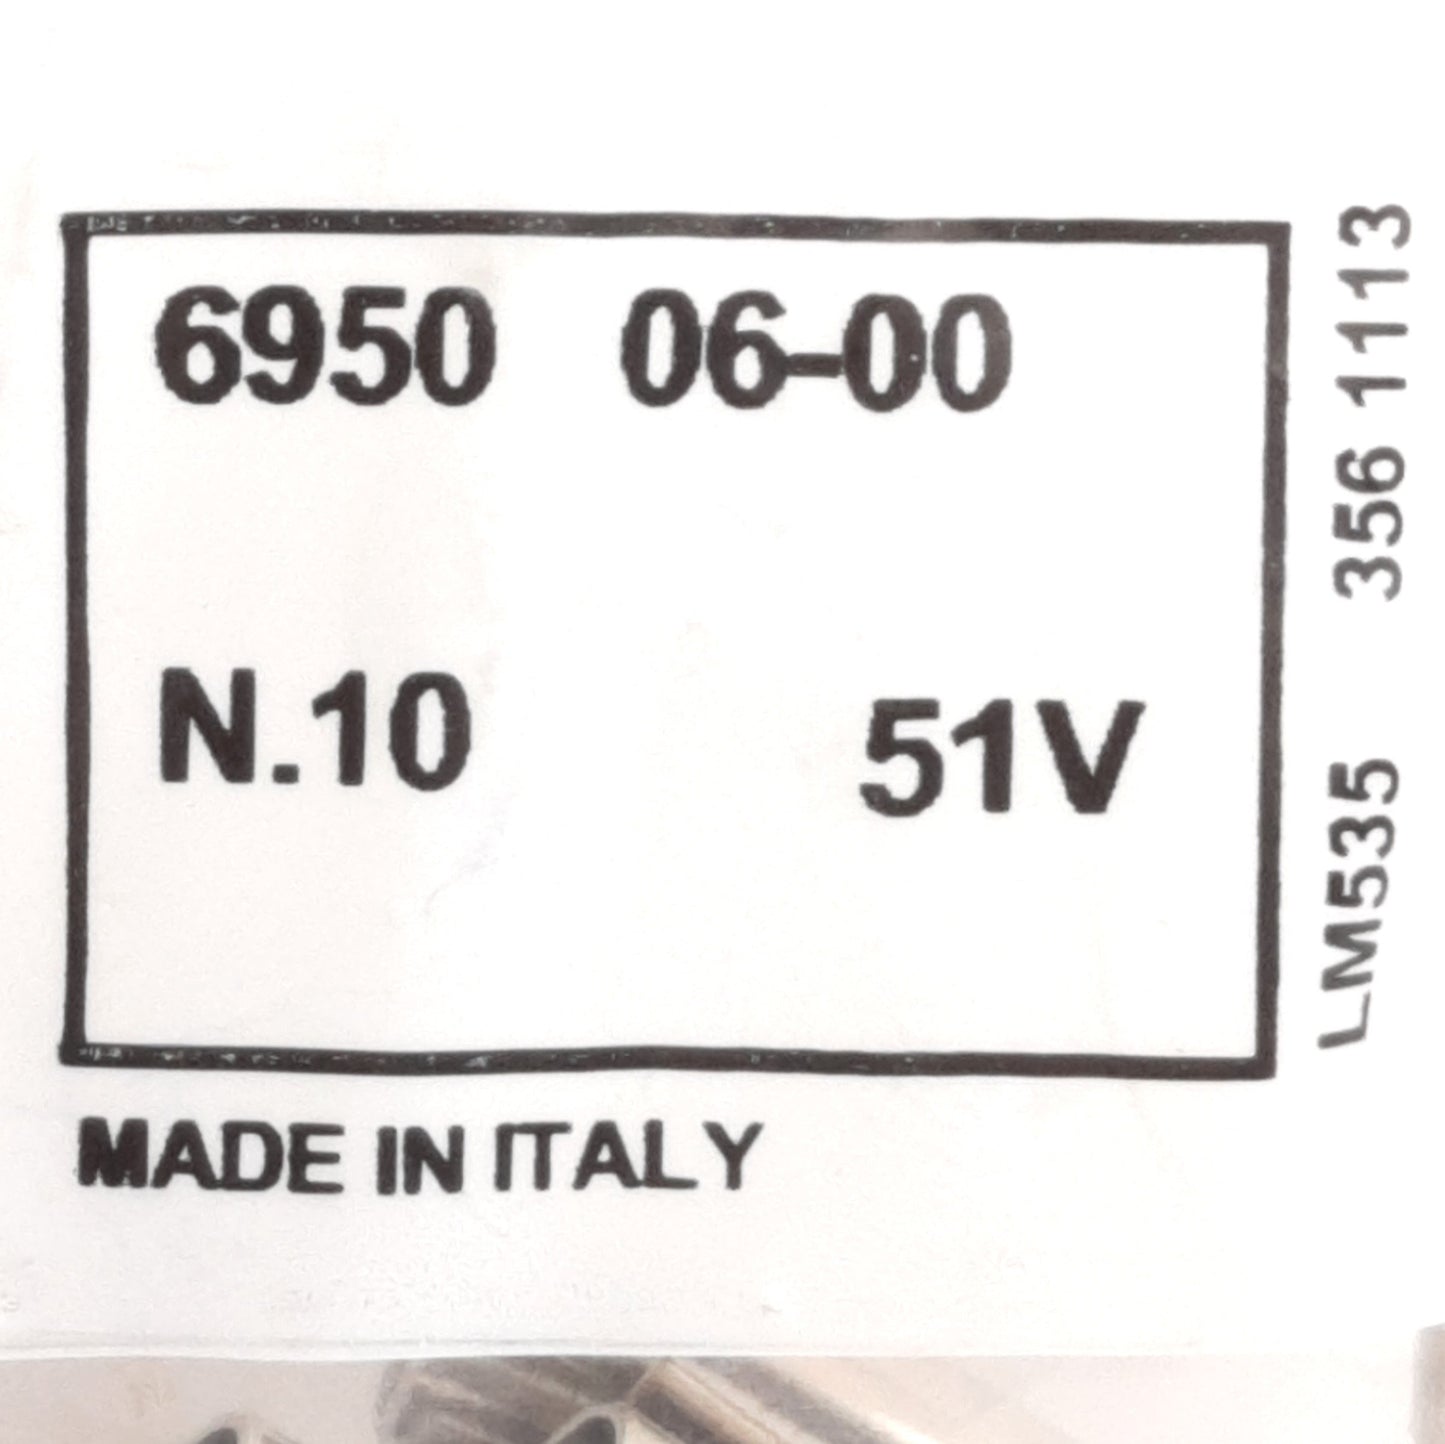 6950 06-00
N.10 51V
MADE IN ITALY
LM535 356 1113